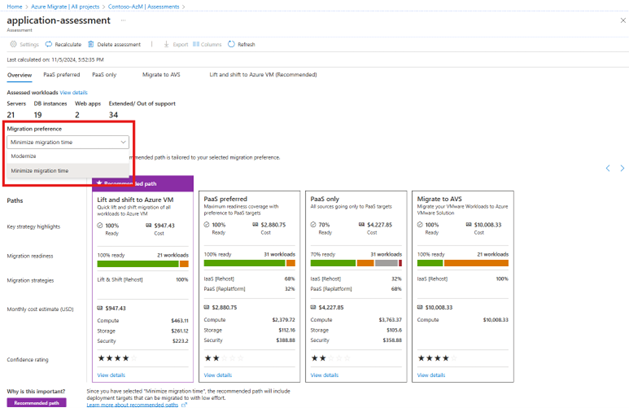 Home > Azure Migrate | All projects > Contoso-AzM | Assessments >
application-assessment ...
Assessment
Settings Recalculate Delete assessment Export Columns Refresh
Last calculated on: 11/5/2024, 5:52:35 PM
Overview PaaS preferred PaaS only Migrate to AVS Lift and shift to Azure VM (Recommended)
Assessed workloads View details
Servers DB instances Web apps Extended/ Out of support
21 19 2 34
Migration preference
Minimize migration time
Modernize
Minimize migration time
mended path is tailored to your selected migration preference.
Recommended path
Paths
Lift and shift to Azure VM
Quick lift and shift migration of all
workloads to Azure VM
PaaS preferred
Maximum readiness coverage with
preference to PaaS targets
PaaS only
All sources going only to PaaS targets
Migrate to AVS
Migrate your VMware Workloads to Azure
VMware Solution
Key strategy highlights
100% $947.43
Ready Cost
100% $2,880.75
Ready Cost
70% $4,227.85
Ready Cost
100% $10,008.33
Ready Cost
Migration readiness
100% ready 21 workloads
100% ready 31 workloads
70% ready 31 workloads
100% ready 21 workloads
Migration strategies
Lift & Shift [Rehost] 100%
IaaS [Rehost] 68%
PaaS [Replatform] 32%
IaaS [Rehost] 32%
PaaS [Replatform] 68%
IaaS [Rehost] 100%
Monthly cost estimate (USD)
$947.43
Compute $463.11
Storage $261.12
Security $223.2
$2,880.75
Compute $2,379.72
Storage $112.16
Security $388.88
$4,227.85
Compute $3,763.37
Storage $105.6
Security $358.88
$10,008.33
Compute $10,008.33
Confidence rating
View details
View details
View details
View details
Why is this important?
Recommended path
Since you have selected "Minimize migration time", the recommended path will include
deployment targets that can be migrated to with low effort.
Learn more about recommended paths